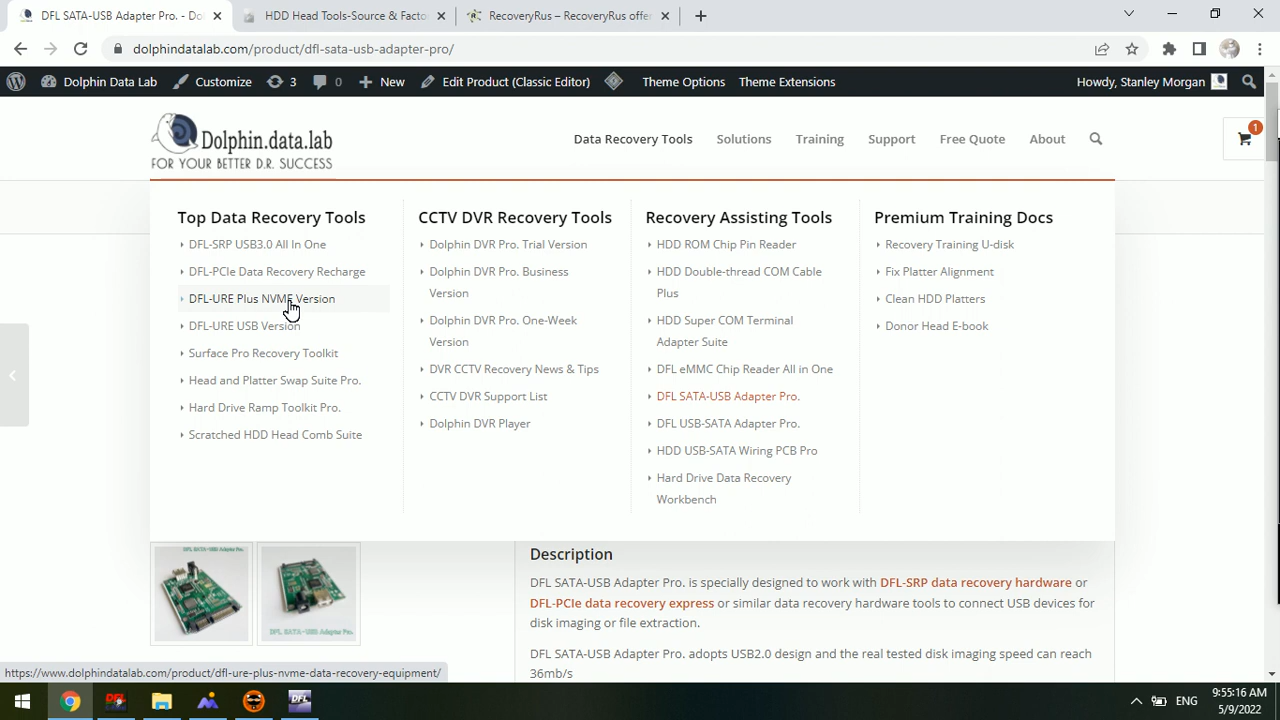 DFL SATA-USB Adapter Pro. - Do
HDD Head Tools-Source & Facto
RecoveryRus – RecoveryRus offer
dolphindatalab.com/product/dfl-sata-usb-adapter-pro/
Dolphin Data Lab Customize 3 0 New Edit Product (Classic Editor) Theme Options Theme Extensions Howdy, Stanley Morgan
Dolphin.data.lab
FOR YOUR BETTER D.R. SUCCESS
Data Recovery Tools Solutions Training Support Free Quote About
1
Top Data Recovery Tools
DFL-SRP USB3.0 All In One
DFL-PCIe Data Recovery Recharge
DFL-URE Plus NVME Version
DFL-URE USB Version
Surface Pro Recovery Toolkit
Head and Platter Swap Suite Pro.
Hard Drive Ramp Toolkit Pro.
Scratched HDD Head Comb Suite
CCTV DVR Recovery Tools
Dolphin DVR Pro. Trial Version
Dolphin DVR Pro. Business
Version
Dolphin DVR Pro. One-Week
Version
DVR CCTV Recovery News & Tips
CCTV DVR Support List
Dolphin DVR Player
Recovery Assisting Tools
HDD ROM Chip Pin Reader
HDD Double-thread COM Cable
Plus
HDD Super COM Terminal
Adapter Suite
DFL eMMC Chip Reader All in One
DFL SATA-USB Adapter Pro.
DFL USB-SATA Adapter Pro.
HDD USB-SATA Wiring PCB Pro
Hard Drive Data Recovery
Workbench
Premium Training Docs
Recovery Training U-disk
Fix Platter Alignment
Clean HDD Platters
Donor Head E-book
DFL SATA-USB Adapter Pro.
Description
DFL SATA-USB Adapter Pro. is specially designed to work with DFL-SRP data recovery hardware or
DFL-PCIe data recovery express or similar data recovery hardware tools to connect USB devices for
disk imaging or file extraction.
DFL SATA-USB Adapter Pro. adopts USB2.0 design and the real tested disk imaging speed can reach
36mb/s
https://www.dolphindatalab.com/product/dfl-ure-plus-nvme-data-recovery-equipment/
DFL
DFL
ENG
9:55:16 AM
5/9/2022